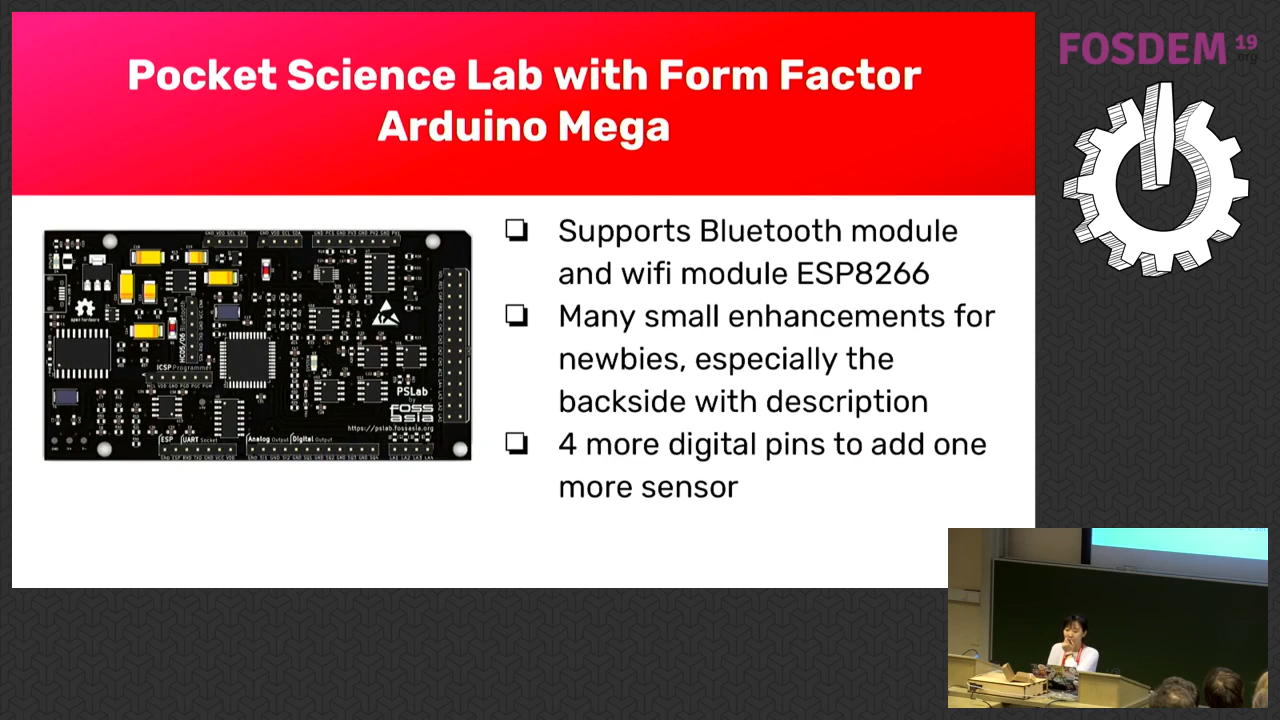 Pocket Science Lab with Form Factor
Arduino Mega
FOSDEM 19
.org
Supports Bluetooth module
and wifi module ESP8266
Many small enhancements for
newbies, especially the
backside with description
4 more digital pins to add one
more sensor
open hardware
ICSP Programmer
PSLab
by
FOSS
ASIA
https://pslab.fossasia.org
ESP UART Socket
Analog Output Digital Output